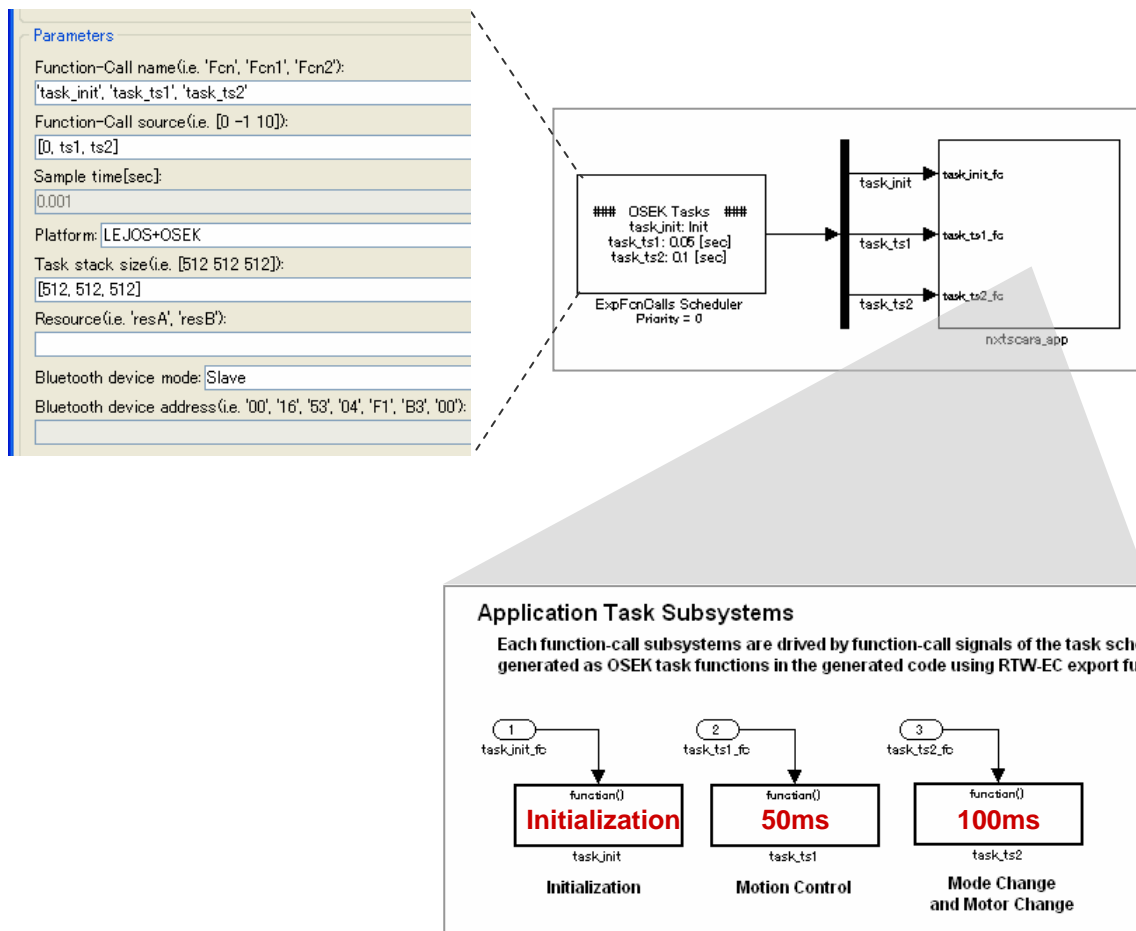 Parameters
Function-Call name(i.e. 'Fcn', 'Fcn1', 'Fcn2'):
'task_init', 'task_ts1', 'task_ts2'
Function-Call source(i.e. [0 -1 10]):
[0, ts1, ts2]
Sample time[sec]:
0.001
Platform: LEJOS+OSEK
Task stack size(i.e. [512 512 512]):
[512, 512, 512]
Resource(i.e. 'resA', 'resB'):
Bluetooth device mode: Slave
Bluetooth device address(i.e. '00', '16', '53', '04', 'F1', 'B3', '00'):
### OSEK Tasks ###
task_init: Init
task_ts1: 0.05 [sec]
task_ts2: 0.1 [sec]
ExpFcnCalls Scheduler
Priority = 0
task_init
task_ts1
task_ts2
task_init_fc
task_ts1_fc
task_ts2_fc
nxtscara_app
Application Task Subsystems
Each function-call subsystems are drived by function-call signals of the task sch
generated as OSEK task functions in the generated code using RTW-EC export fu
1
task_init_fc
function()
Initialization
task_init
Initialization
2
task_ts1_fc
function()
50ms
task_ts1
Motion Control
3
task_ts2_fc
function()
100ms
task_ts2
Mode Change
and Motor Change